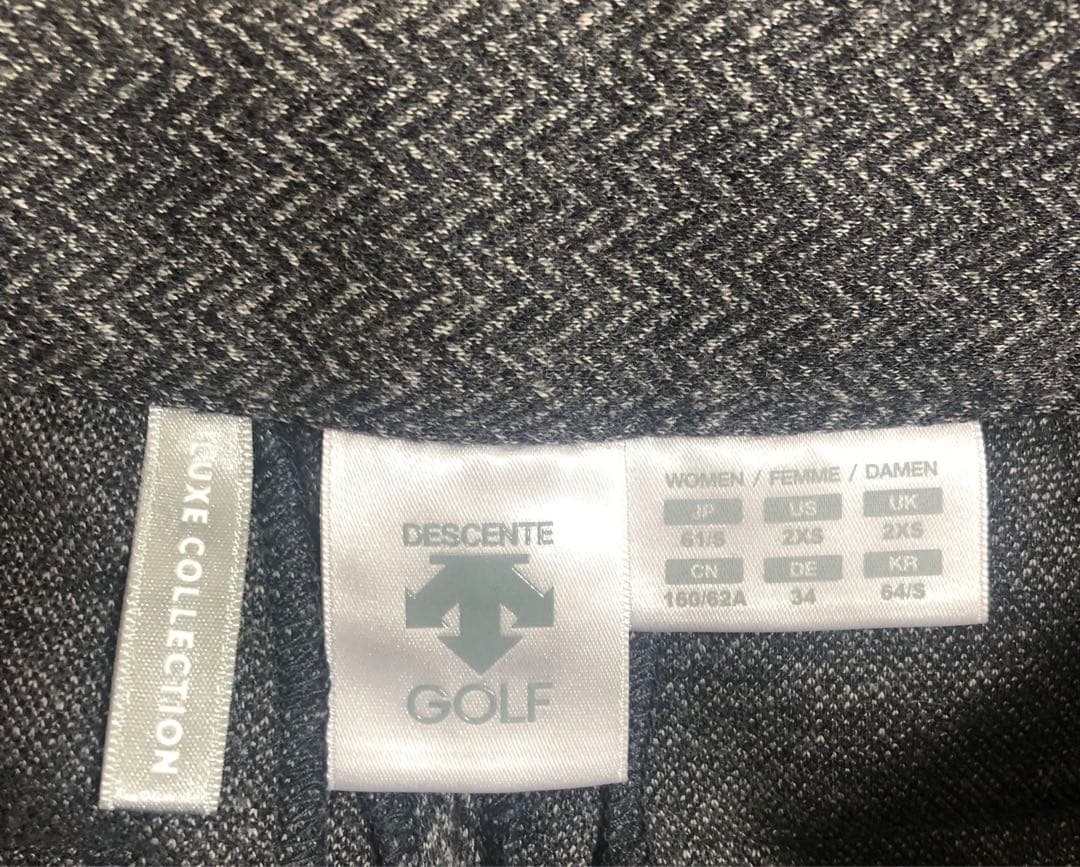 LUXE COLLECTION
DESCENTE
GOLF
WOMEN / FEMME / DAMEN
JP US UK
61/S 2XS 2XS
CN DE KR
160/62A 34 64/S